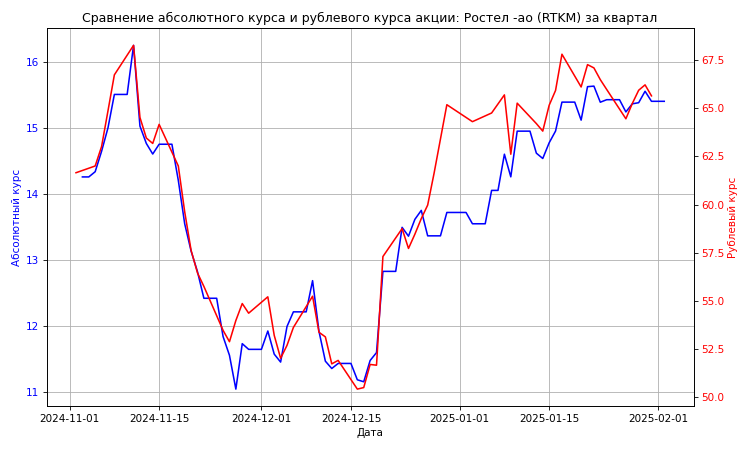 Сравнение абсолютного курса и рублевого курса акции: Ростел -ао (RTKM) за квартал
Абсолютный курс
16
15
14
13
12
11
67.5
65.0
62.5
60.0
57.5
55.0
52.5
50.0
Рублевый курс
2024-11-01 2024-11-15 2024-12-01 2024-12-15 2025-01-01 2025-01-15 2025-02-01
Дата